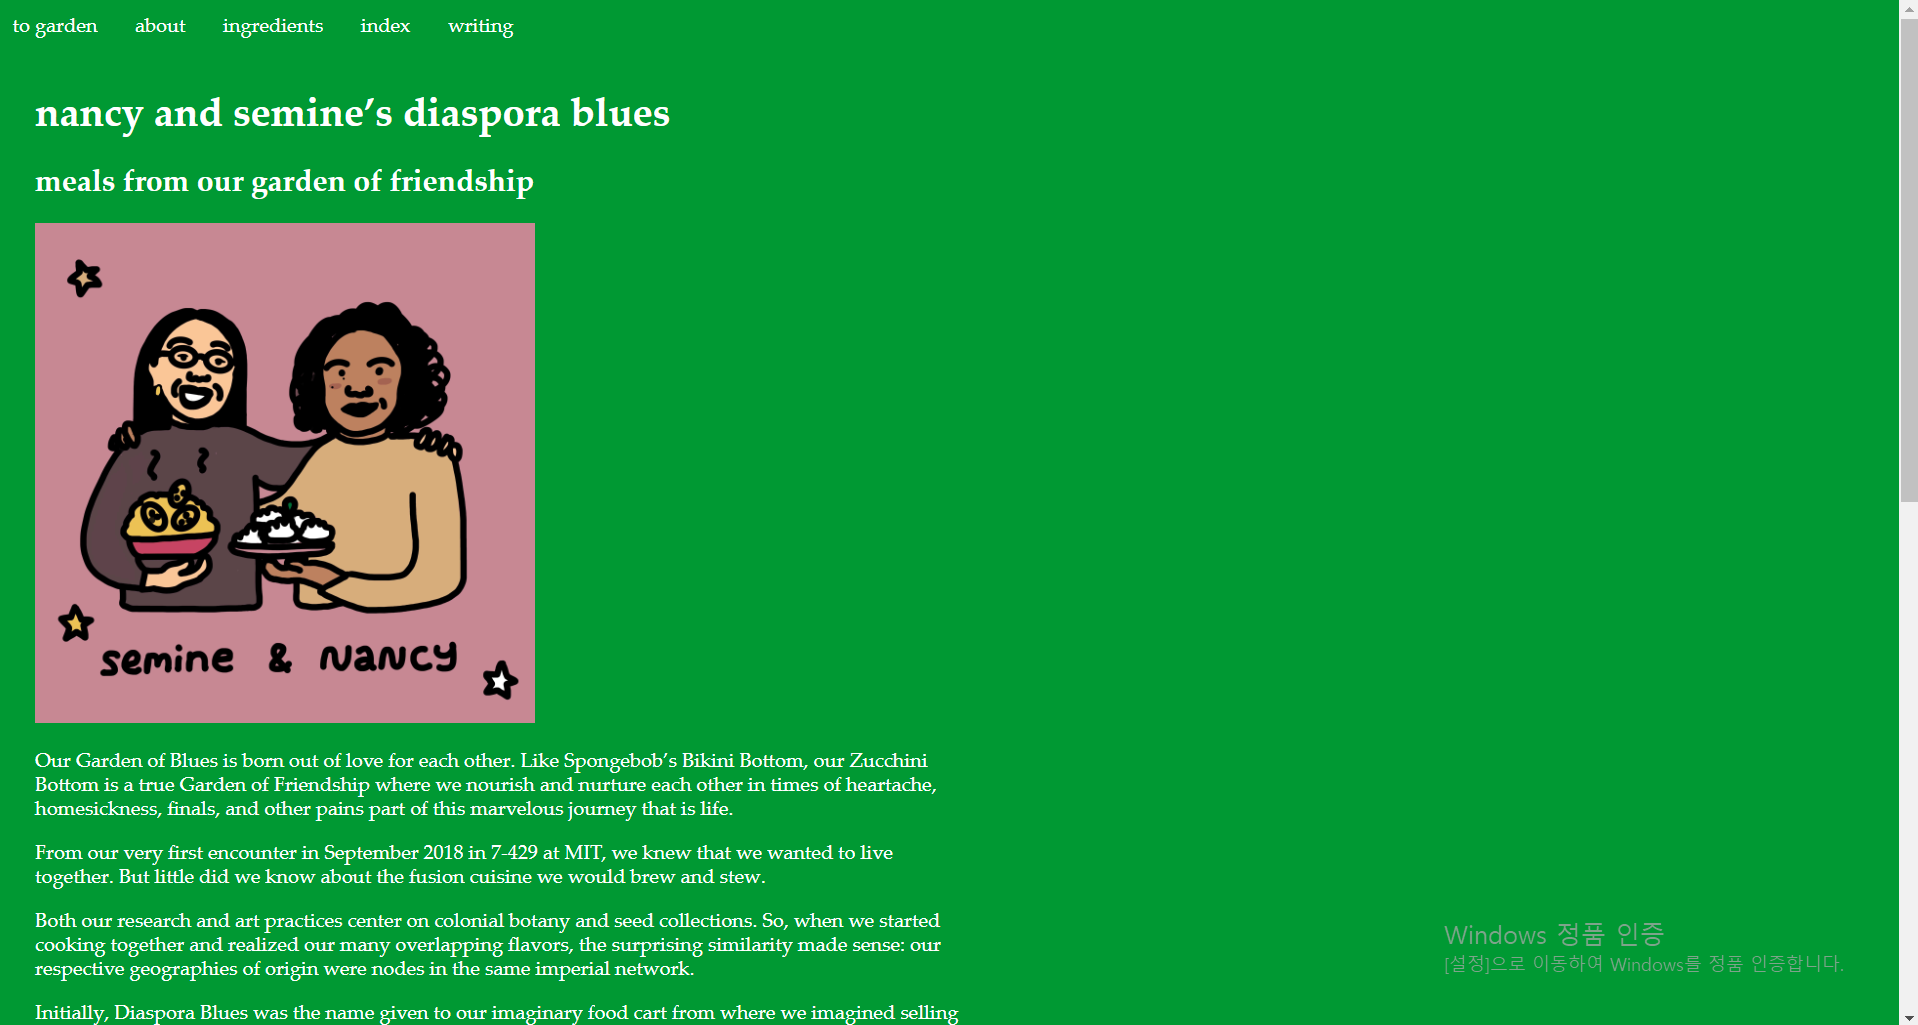 to garden about ingredients index writing
nancy and semine’s diaspora blues
meals from our garden of friendship
semine & NaNCY
Our Garden of Blues is born out of love for each other. Like Spongebob’s Bikini Bottom, our Zucchini
Bottom is a true Garden of Friendship where we nourish and nurture each other in times of heartache,
homesickness, finals, and other pains part of this marvelous journey that is life.
From our very first encounter in September 2018 in 7-429 at MIT, we knew that we wanted to live
together. But little did we know about the fusion cuisine we would brew and stew.
Both our research and art practices center on colonial botany and seed collections. So, when we started
cooking together and realized our many overlapping flavors, the surprising similarity made sense: our
respective geographies of origin were nodes in the same imperial network.
Initially, Diaspora Blues was the name given to our imaginary food cart from where we imagined selling
Windows 정품 인증
[설정]으로 이동하여 Windows를 정품 인증합니다.